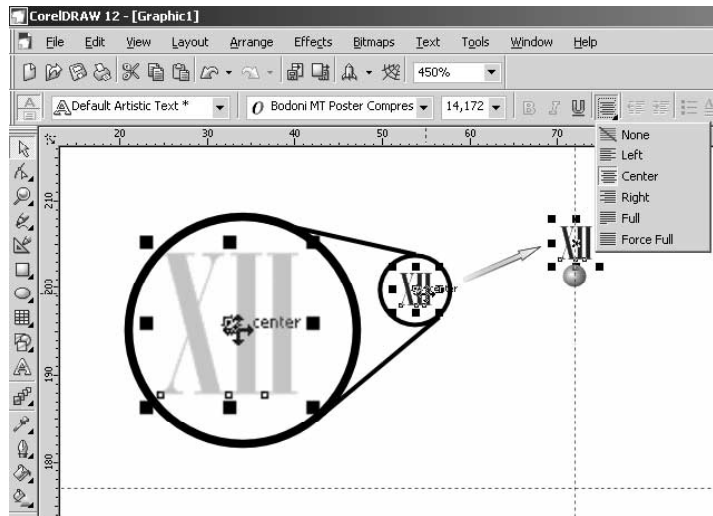 CorelDRAW 12 - [Graphic1]
File Edit View Layout Arrange Effects Bitmaps Text Tools Window Help
450%
Default Artistic Text * O Bodoni MT Poster Compres 14,172 B I U
20 30 40 50 60 70
None
Left
Center
Right
Full
Force Full
210
200
190
180
XII
center
XII
center
XII